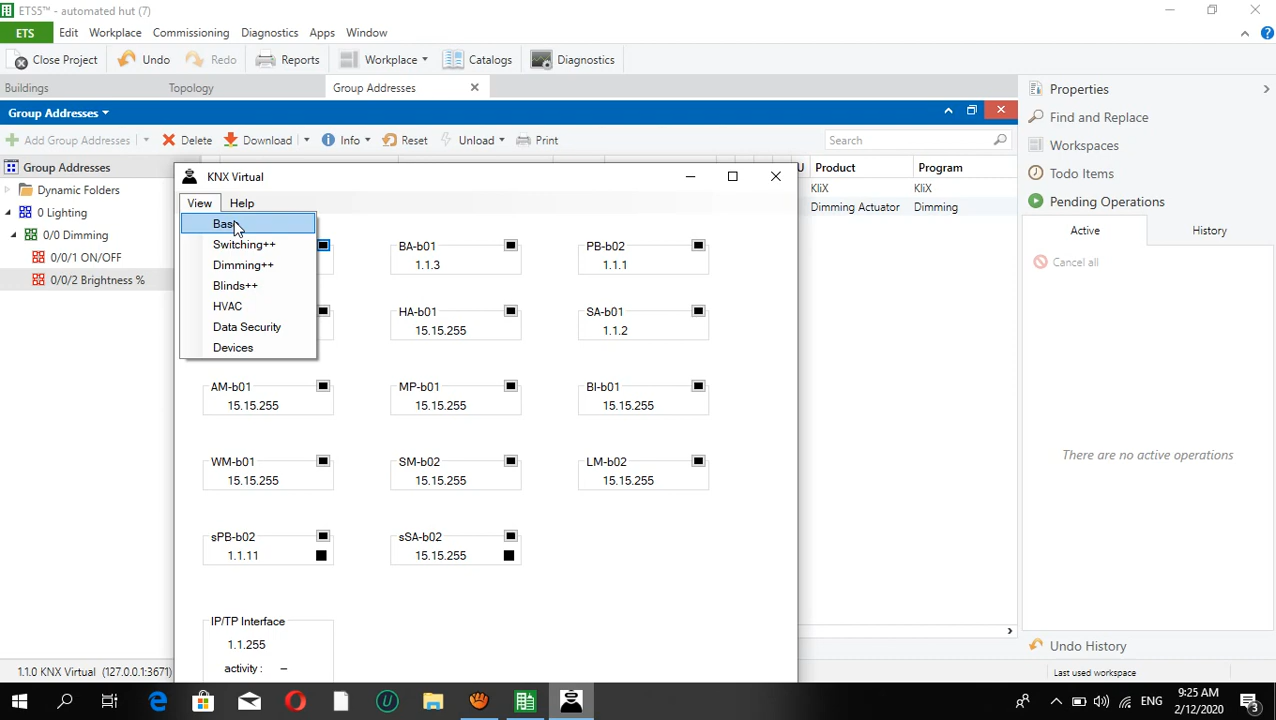 ETS5™ - automated hut (7)
ETS Edit Workplace Commissioning Diagnostics Apps Window
Close Project Undo Redo Reports Workplace Catalogs Diagnostics
Buildings Topology Group Addresses
Group Addresses
Add Group Addresses Delete Download Info Reset Unload Print Search
Group Addresses
Dynamic Folders
0 Lighting
0/0 Dimming
0/0/1 ON/OFF
0/0/2 Brightness %
U Product Program
KliX KliX
Dimming Actuator Dimming
KNX Virtual
View Help
Switching++
Dimming++
Blinds++
HVAC
Data Security
Devices
BA-b01
1.1.3
PB-b02
1.1.1
HA-b01
15.15.255
SA-b01
1.1.2
AM-b01
15.15.255
MP-b01
15.15.255
BI-b01
15.15.255
WM-b01
15.15.255
SM-b02
15.15.255
LM-b02
15.15.255
sPB-b02
1.1.11
sSA-b02
15.15.255
IP/TP Interface
1.1.255
activity : –
Properties
Find and Replace
Workspaces
Todo Items
Pending Operations
Active History
Cancel all
There are no active operations
Undo History
1.1.0 KNX Virtual (127.0.0.1:3671)
Last used workspace
ENG
9:25 AM
2/12/2020
3